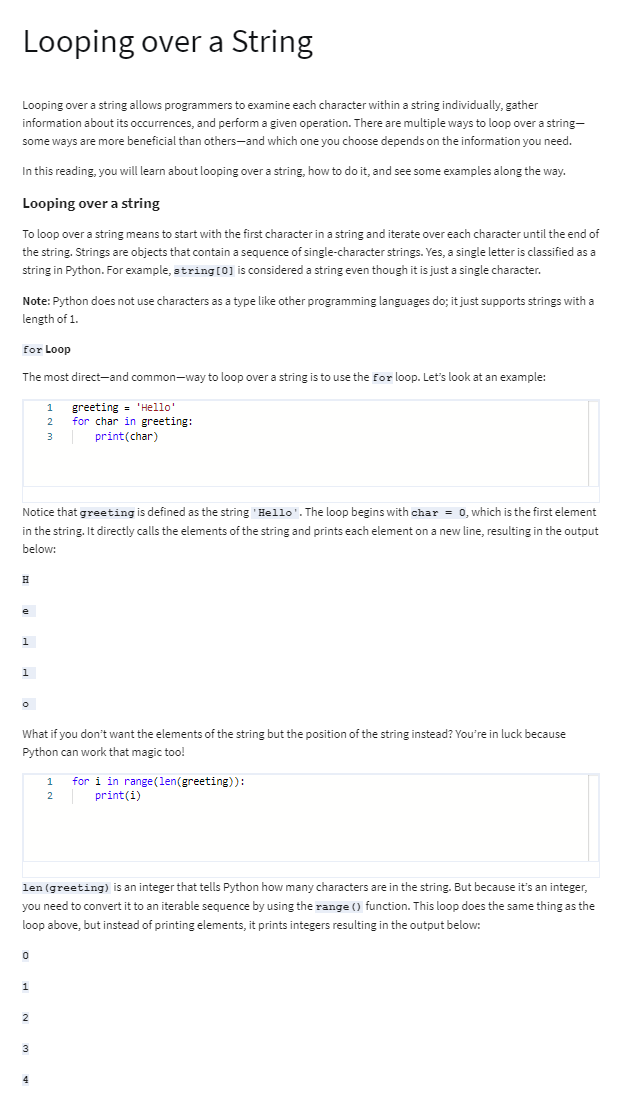 Looping over a String
Looping over a string allows programmers to examine each character within a string individually, gather
information about its occurrences, and perform a given operation. There are multiple ways to loop over a string—
some ways are more beneficial than others—and which one you choose depends on the information you need.
In this reading, you will learn about looping over a string, how to do it, and see some examples along the way.
Looping over a string
To loop over a string means to start with the first character in a string and iterate over each character until the end of
the string. Strings are objects that contain a sequence of single-character strings. Yes, a single letter is classified as a
string in Python. For example, string[0] is considered a string even though it is just a single character.
Note: Python does not use characters as a type like other programming languages do; it just supports strings with a
length of 1.
for Loop
The most direct—and common—way to loop over a string is to use the for loop. Let's look at an example:
1 greeting = 'Hello'
2 for char in greeting:
3     print(char)
Notice that greeting is defined as the string 'Hello'. The loop begins with char = 0, which is the first element
in the string. It directly calls the elements of the string and prints each element on a new line, resulting in the output
below:
H
e
l
l
o
What if you don't want the elements of the string but the position of the string instead? You're in luck because
Python can work that magic too!
1 for i in range(len(greeting)):
2     print(i)
len(greeting) is an integer that tells Python how many characters are in the string. But because it's an integer,
you need to convert it to an iterable sequence by using the range() function. This loop does the same thing as the
loop above, but instead of printing elements, it prints integers resulting in the output below:
0
1
2
3
4